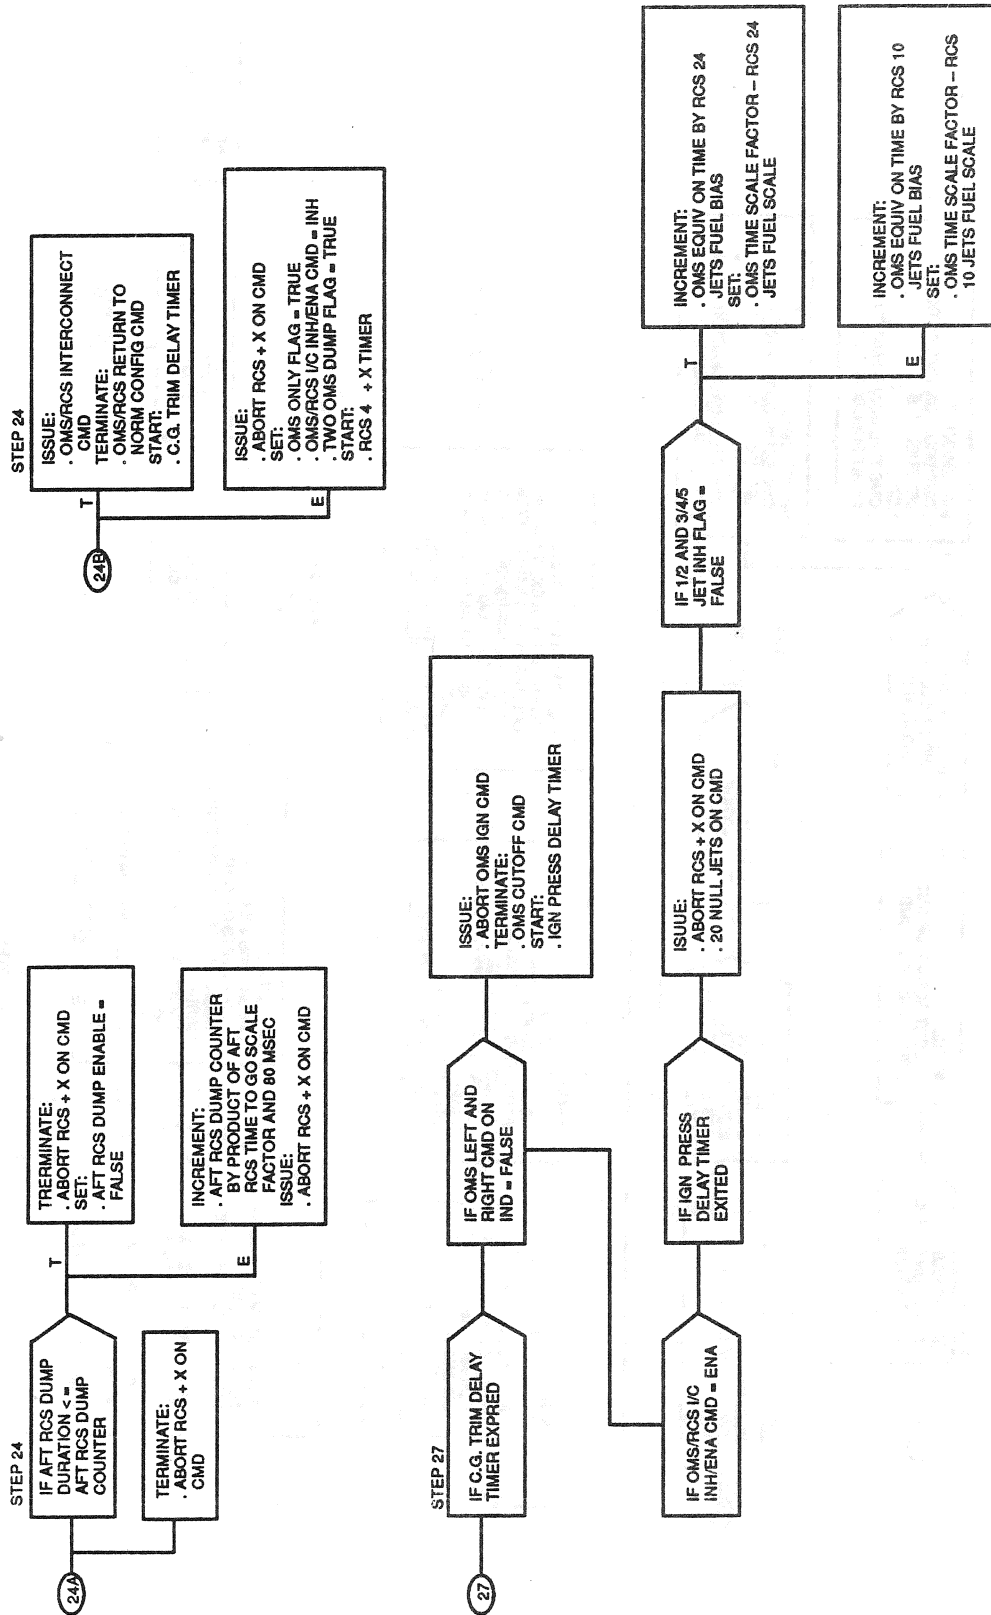 STEP 24
24A
IF AFT RCS DUMP
DURATION < =
AFT RCS DUMP
COUNTER
TERMINATE:
. ABORT RCS + X ON
CMD
T
TRERMINATE:
. ABORT RCS + X ON CMD
SET:
. AFT RCS DUMP ENABLE =
FALSE
E
INCREMENT:
. AFT RCS DUMP COUNTER
BY PRODUCT OF AFT
RCS TIME TO GO SCALE
FACTOR AND 80 MSEC
ISSUE:
. ABORT RCS + X ON CMD
STEP 24
24B
T
ISSUE:
. OMS/RCS INTERCONNECT
CMD
TERMINATE:
. OMS/RCS RETURN TO
NORM CONFIG CMD
START:
. C.G. TRIM DELAY TIMER
E
ISSUE:
. ABORT RCS + X ON CMD
SET:
. OMS ONLY FLAG = TRUE
. OMS/RCS I/C INH/ENA CMD = INH
. TWO OMS DUMP FLAG = TRUE
START:
. RCS 4 + X TIMER
STEP 27
27
IF C.G. TRIM DELAY
TIMER EXPRED
IF OMS LEFT AND
RIGHT CMD ON
IND = FALSE
ISSUE:
. ABORT OMS IGN CMD
TERMINATE:
. OMS CUTOFF CMD
START:
. IGN PRESS DELAY TIMER
IF OMS/RCS I/C
INH/ENA CMD = ENA
IF IGN PRESS
DELAY TIMER
EXITED
ISUUE:
. ABORT RCS + X ON CMD
. 20 NULL JETS ON CMD
IF 1/2 AND 3/4/5
JET INH FLAG =
FALSE
T
INCREMENT:
. OMS EQUIV ON TIME BY RCS 24
JETS FUEL BIAS
SET:
. OMS TIME SCALE FACTOR – RCS 24
JETS FUEL SCALE
E
INCREMENT:
. OMS EQUIV ON TIME BY RCS 10
JETS FUEL BIAS
SET:
. OMS TIME SCALE FACTOR – RCS
10 JETS FUEL SCALE